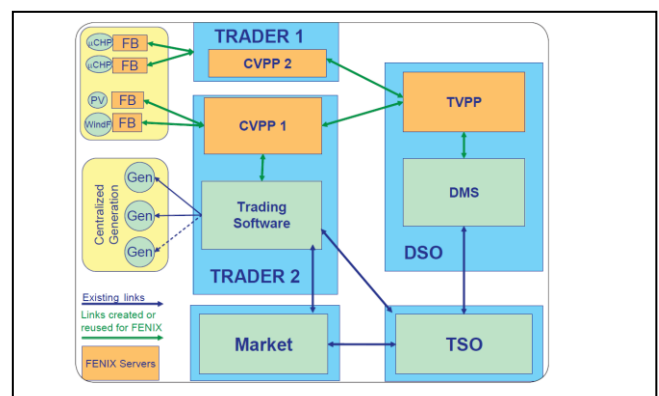 TRADER 1
μCHP
FB
CVPP 2
μCHP
FB
PV
FB
WindF
FB
CVPP 1
TVPP
Centralized
Generation
Gen
Gen
Gen
Trading
Software
DMS
DSO
TRADER 2
Existing links
Links created or
reused for FENIX
FENIX Servers
Market
TSO